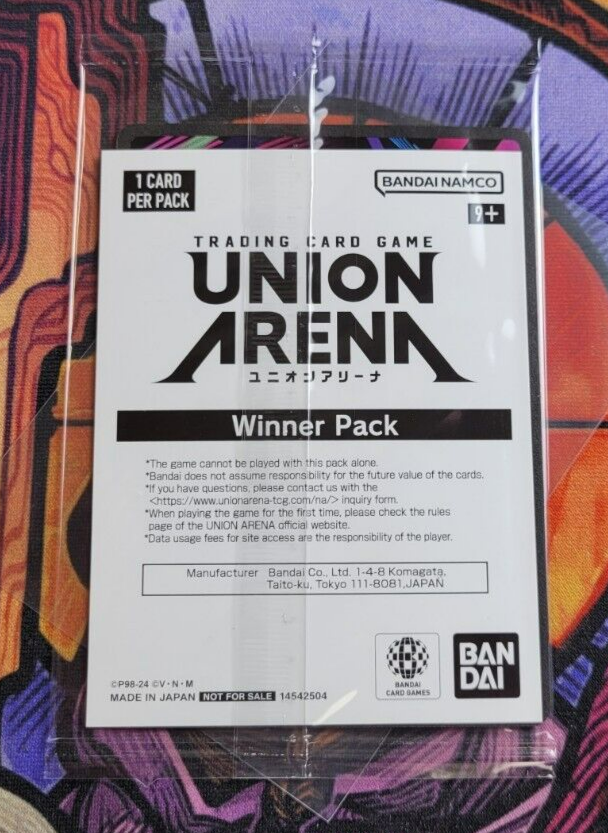 1 CARD
PER PACK
BANDAI NAMCO
9+
TRADING CARD GAME
UNION
ARENA
ユニオンアリーナ
Winner Pack
*The game cannot be played with this pack alone.
*Bandai does not assume responsibility for the future value of the cards.
*If you have questions, please contact us with the
<https://www.unionarena-tcg.com/na/> inquiry form.
*When playing the game for the first time, please check the rules
page of the UNION ARENA official website.
*Data usage fees for site access are the responsibility of the player.
Manufacturer Bandai Co., Ltd. 1-4-8 Komagata,
Taito-ku, Tokyo 111-8081,JAPAN
BANDAI
CARD GAMES
BAN
DAI
©P98-24 ©V・N・M
MADE IN JAPAN NOT FOR SALE 14542504